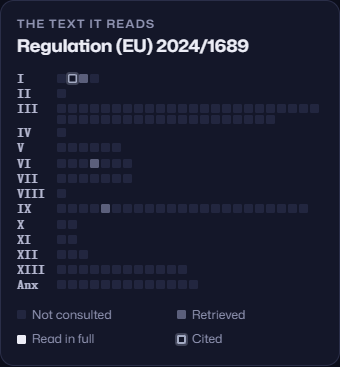 THE TEXT IT READS
Regulation (EU) 2024/1689
I
II
III
IV
V
VI
VII
VIII
IX
X
XI
XII
XIII
Anx
Not consulted
Retrieved
Read in full
Cited